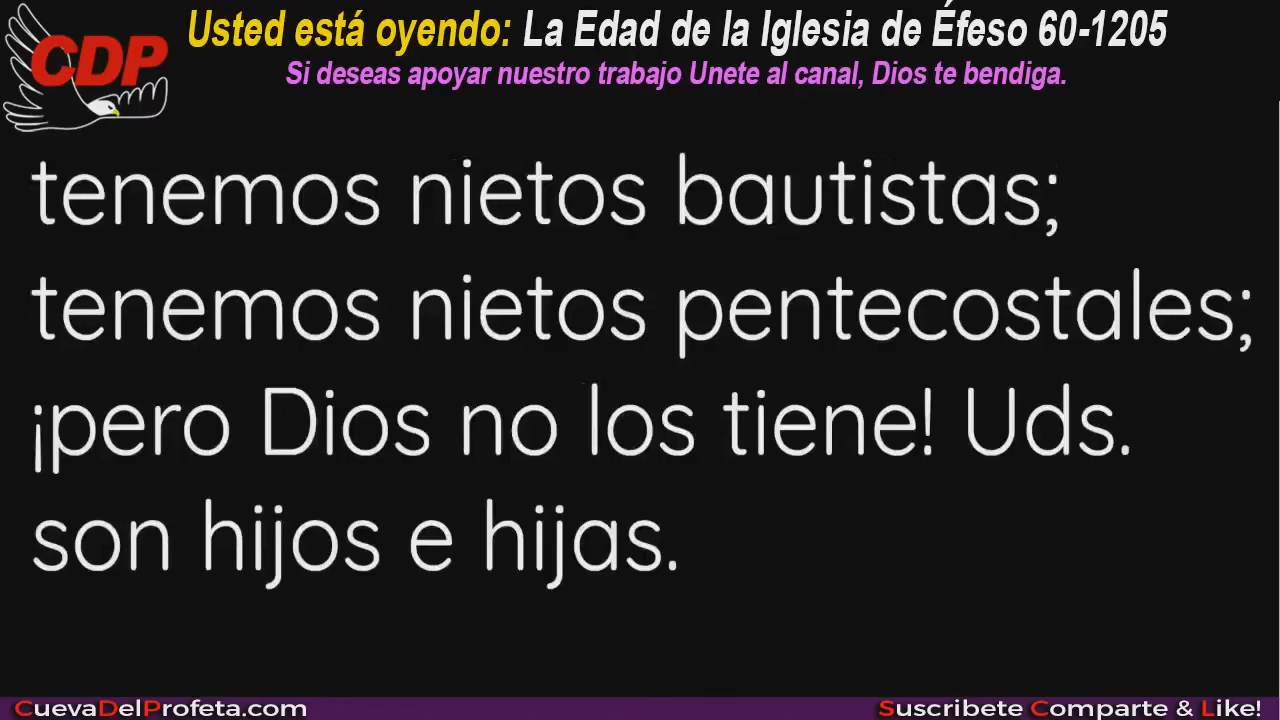 CDP
Usted está oyendo: La Edad de la Iglesia de Éfeso 60-1205
Si deseas apoyar nuestro trabajo Unete al canal, Dios te bendiga.
tenemos nietos bautistas;
tenemos nietos pentecostales;
¡pero Dios no los tiene! Uds.
son hijos e hijas.
CuevaDelProfeta.com
Suscribete Comparte & Like!